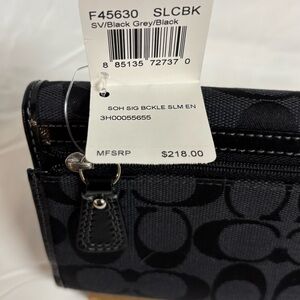 F45630 SLCBK
SV/Black Grey/Black
8 85135 72737 0
SOH SIG BCKLE SLM EN
3H00055655
MFSRP $218.00